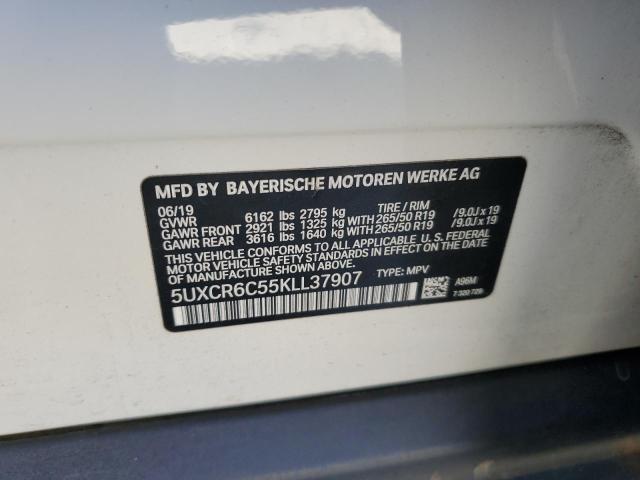 MFD BY BAYERISCHE MOTOREN WERKE AG
06/19
GVWR 6162 lbs 2795 kg TIRE / RIM
GAWR FRONT 2921 lbs 1325 kg WITH 265/50 R19 /9.0J x 19
GAWR REAR 3616 lbs 1640 kg WITH 265/50 R19 /9.0J x 19
THIS VEHICLE CONFORMS TO ALL APPLICABLE U.S. FEDERAL
MOTOR VEHICLE SAFETY STANDARDS IN EFFECT ON THE DATE
OF MANUFACTURE SHOWN ABOVE.
5UXCR6C55KLL37907 TYPE: MPV
A96M
7 320 728